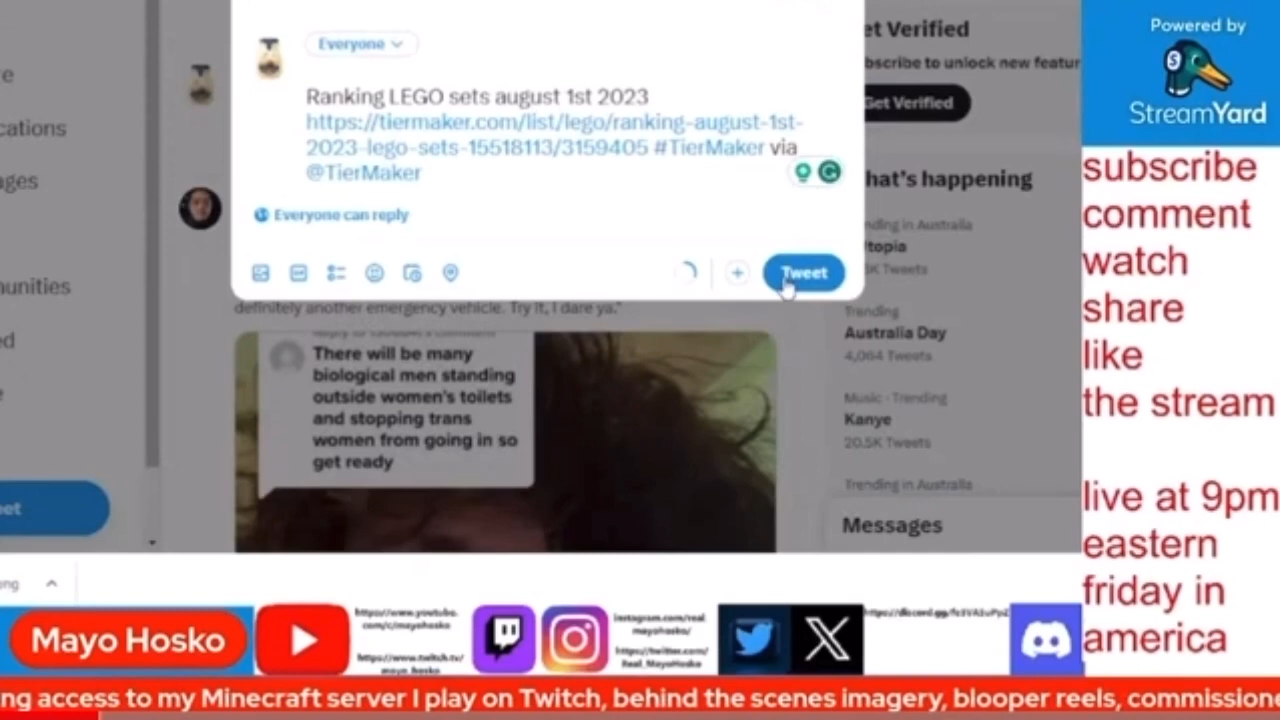 Everyone
Ranking LEGO sets august 1st 2023
https://tiermaker.com/list/lego/ranking-august-1st-
2023-lego-sets-15518113/3159405 #TierMaker via
@TierMaker
Everyone can reply
Tweet
definitely another emergency vehicle. Try it, I dare ya."
There will be many
biological men standing
outside women's toilets
and stopping trans
women from going in so
get ready
et Verified
bscribe to unlock new featur
Get Verified
hat's happening
nding in Australia
topia
5K Tweets
Trending
Australia Day
4,064 Tweets
Music · Trending
Kanye
20.5K Tweets
Trending in Australia
Messages
e
cations
ges
unities
d
eet
ong
Powered by
StreamYard
subscribe
comment
watch
share
like
the stream
live at 9pm
eastern
friday in
america
Mayo Hosko
https://www.youtube.
com/c/mayohosko
https://www.twitch.tv/
mayo_hosko
instagram.com/real
mayohosko/
https://twitter.com/
Real_MayoHosko
ng access to my Minecraft server I play on Twitch, behind the scenes imagery, blooper reels, commissione